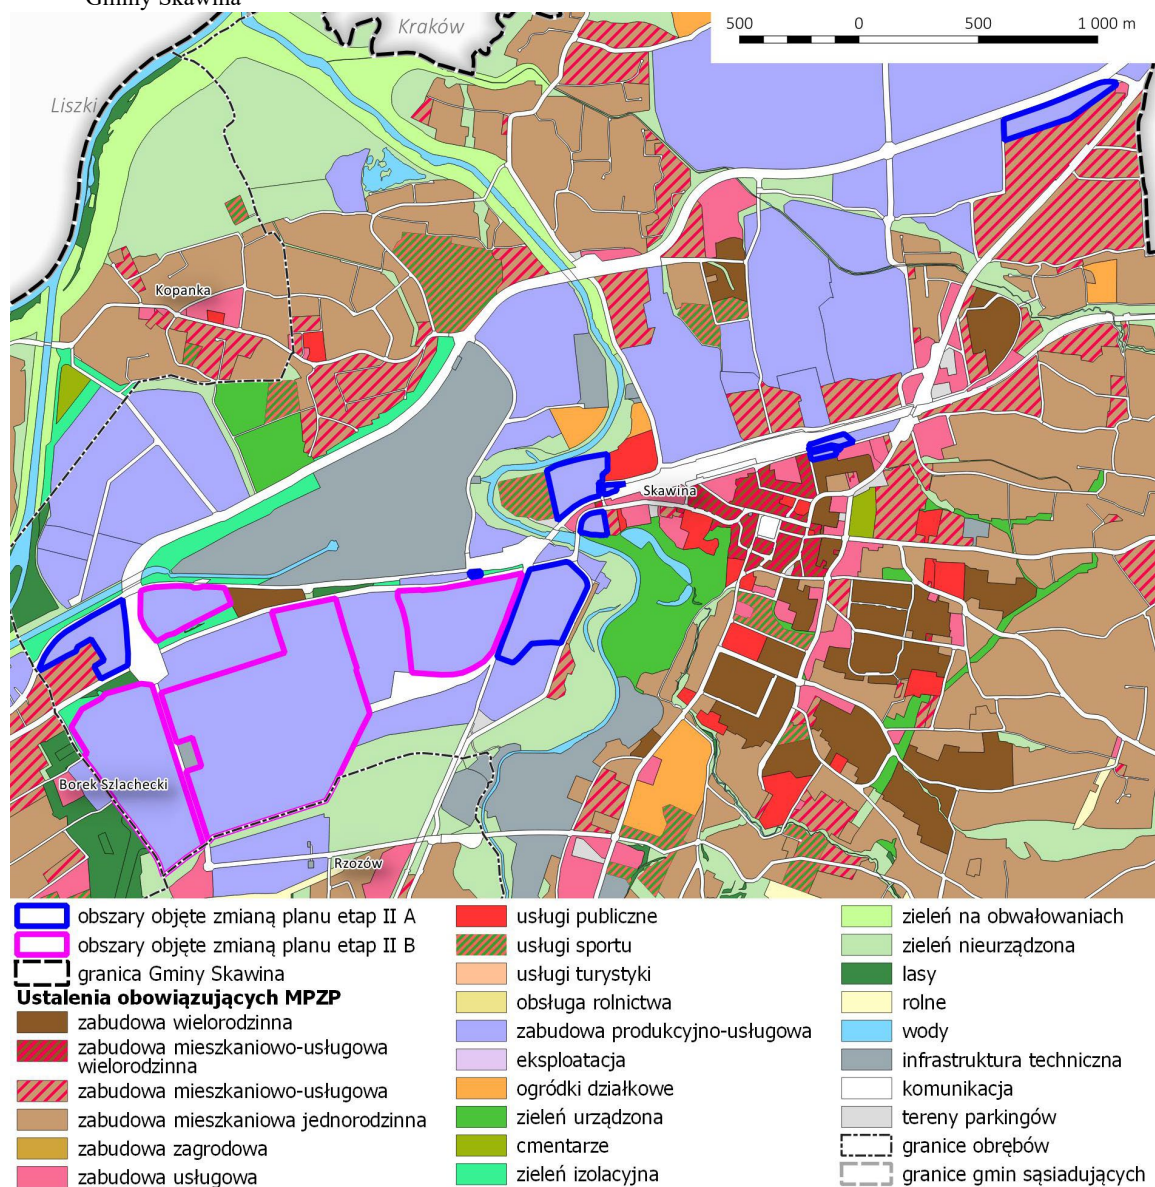 Gminy Skawina
Kraków
500 0 500 1 000 m
Liszki
Kopanka
Skawina
Borek Szlachecki
Rzozów
obszary objęte zmianą planu etap II A
obszary objęte zmianą planu etap II B
granica Gminy Skawina
Ustalenia obowiązujących MPZP
zabudowa wielorodzinna
zabudowa mieszkaniowo-usługowa
wielorodzinna
zabudowa mieszkaniowo-usługowa
zabudowa mieszkaniowa jednorodzinna
zabudowa zagrodowa
zabudowa usługowa
usługi publiczne
usługi sportu
usługi turystyki
obsługa rolnictwa
zabudowa produkcyjno-usługowa
eksploatacja
ogródki działkowe
zieleń urządzona
cmentarze
zieleń izolacyjna
zieleń na obwałowaniach
zieleń nieurządzona
lasy
rolne
wody
infrastruktura techniczna
komunikacja
tereny parkingów
granice obrębów
granice gmin sąsiadujących